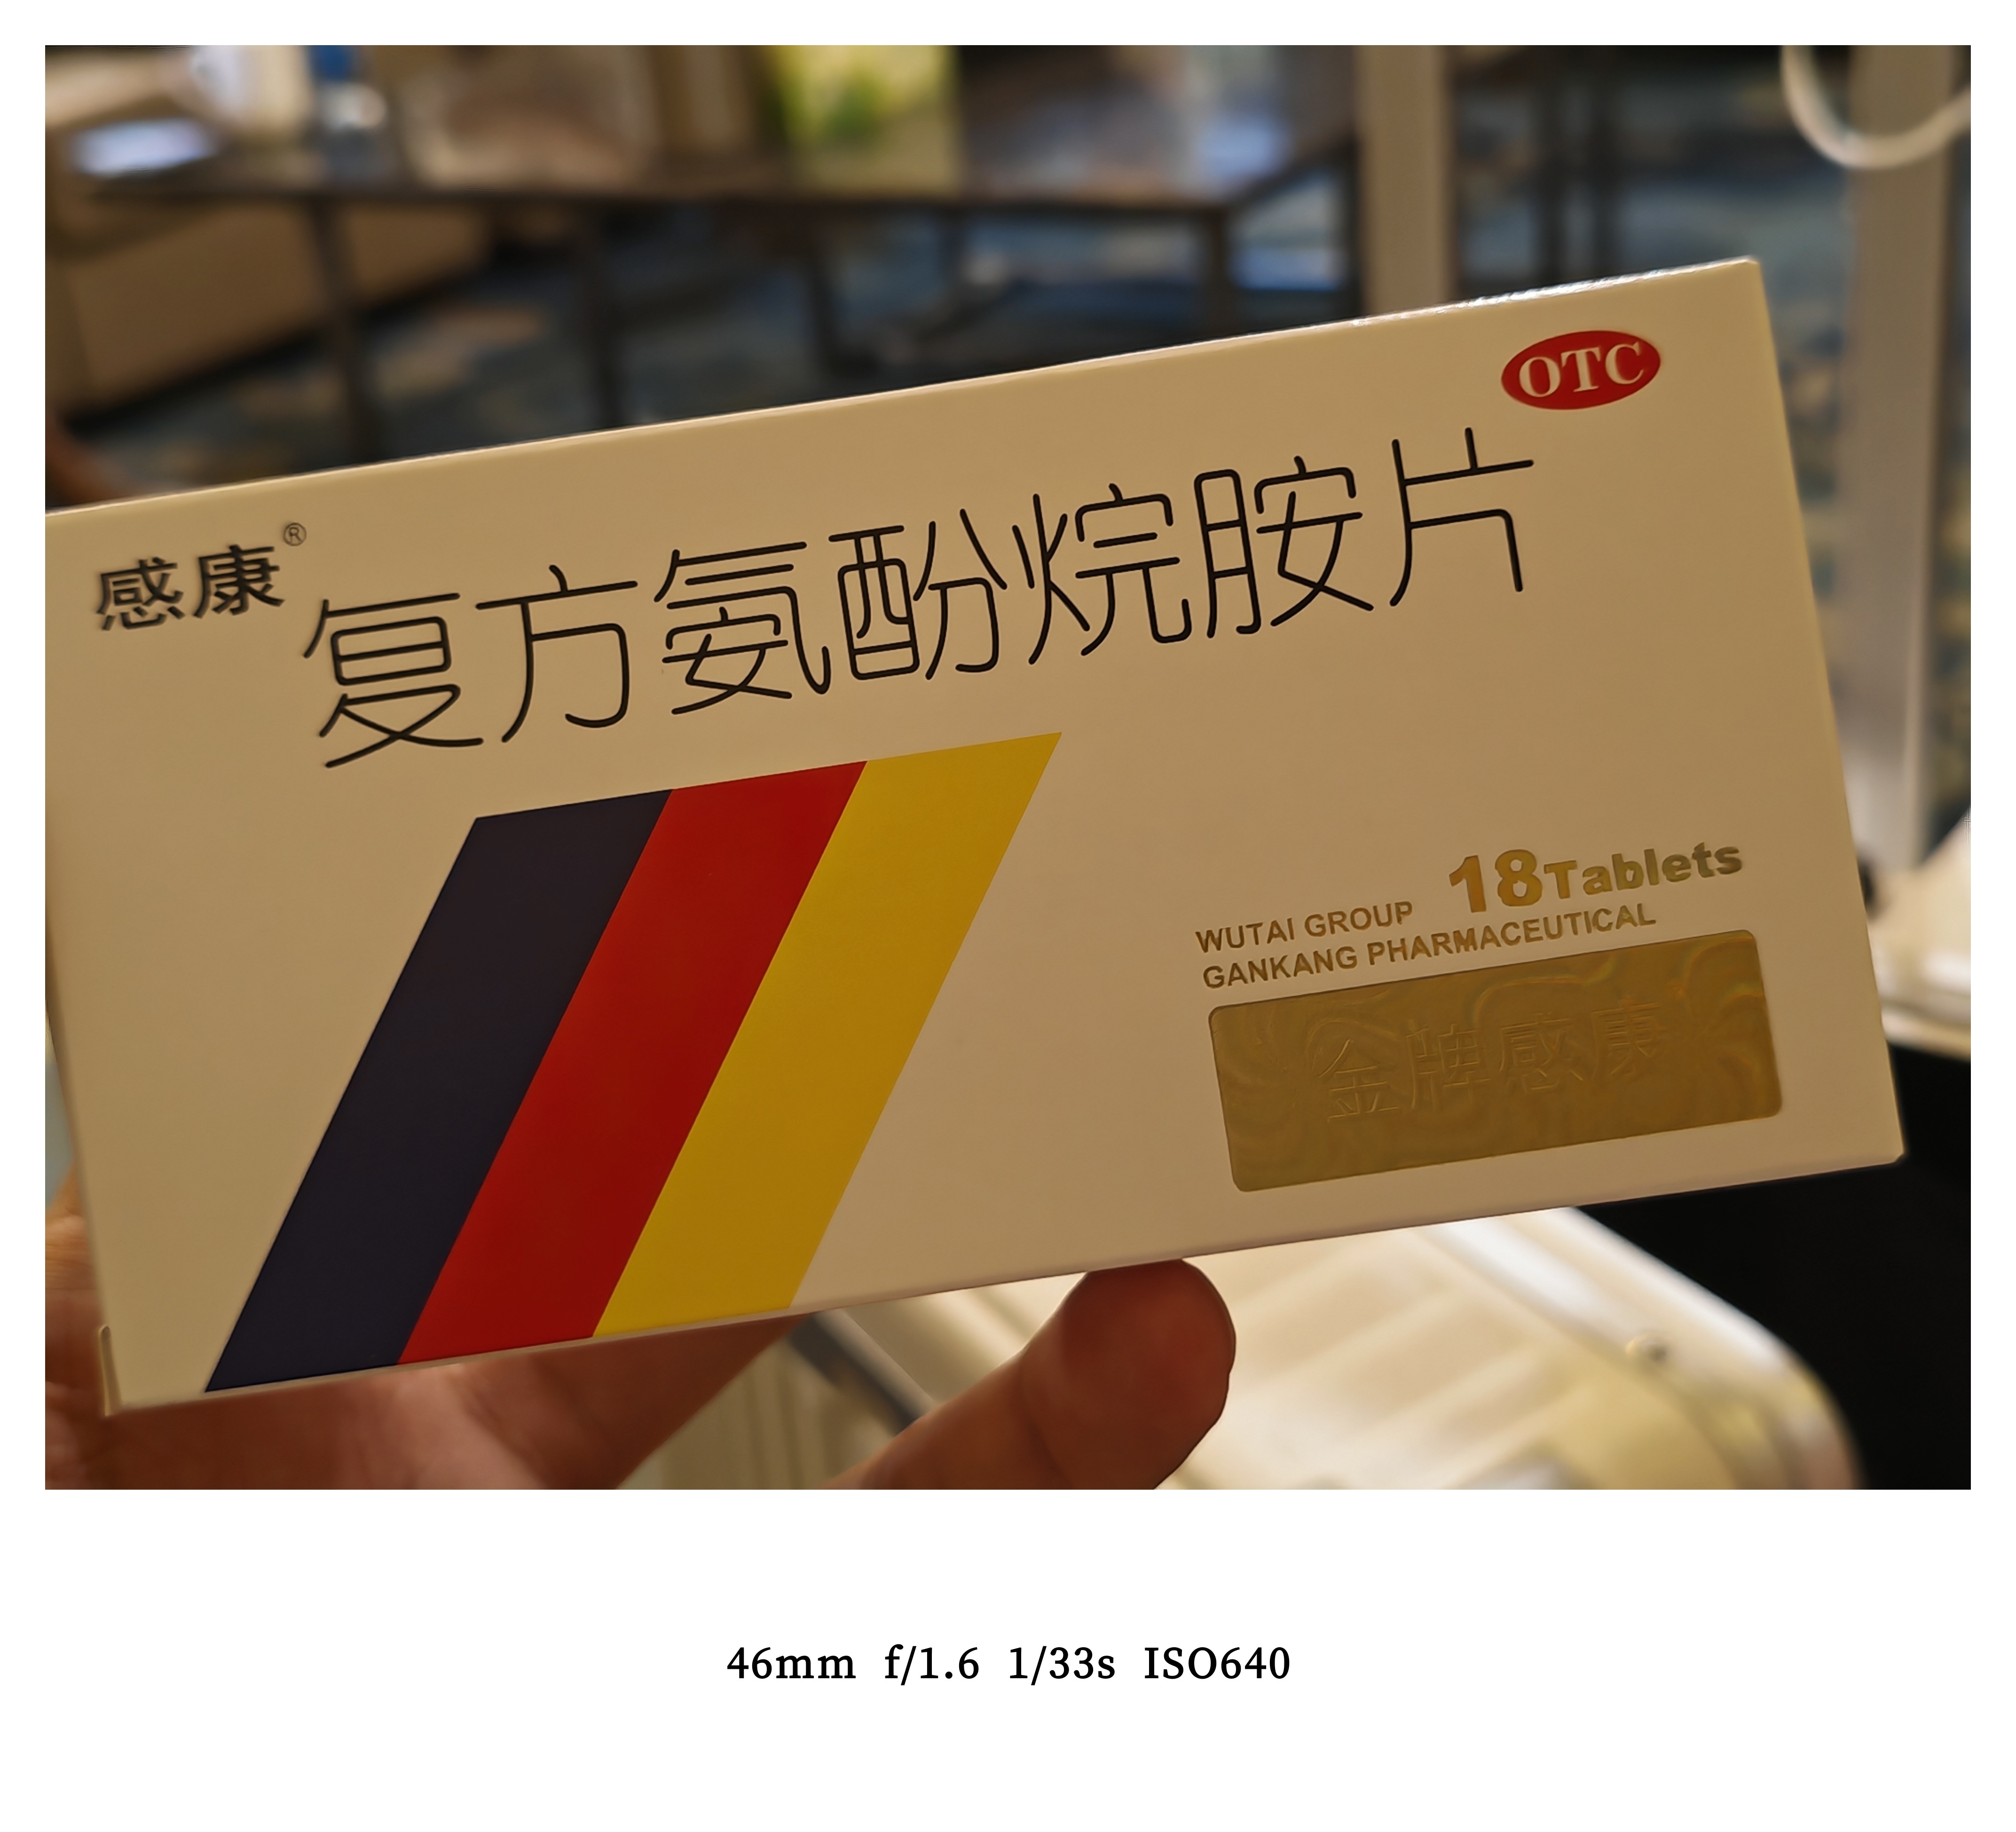 OTC
感康®
复方氨酚烷胺片
18Tablets
WUTAI GROUP
GANKANG PHARMACEUTICAL
金牌感康
46mm f/1.6 1/33s ISO640